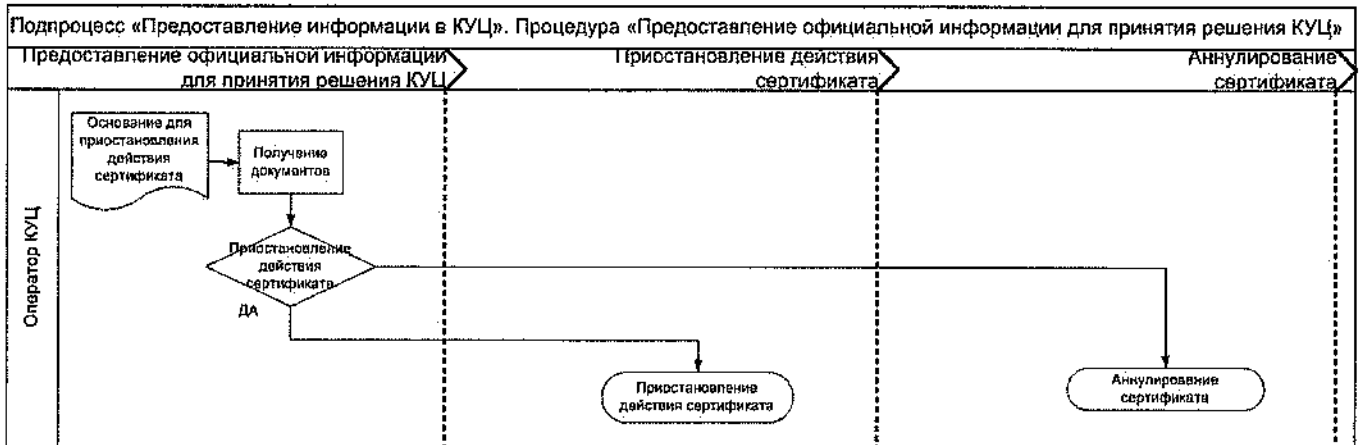 Подпроцесс «Предоставление информации в КУЦ». Процедура «Предоставление официальной информации для принятия решения КУЦ»
Предоставление официальной информации
для принятия решения КУЦ
Приостановление действия
сертификата
Аннулирование
сертификата
Оператор КУЦ
Основание для
приостановления
действия
сертификата
Получение
документов
Приостановление
действия
сертификата
ДА
Приостановление
действия сертификата
Аннулирование
сертификата